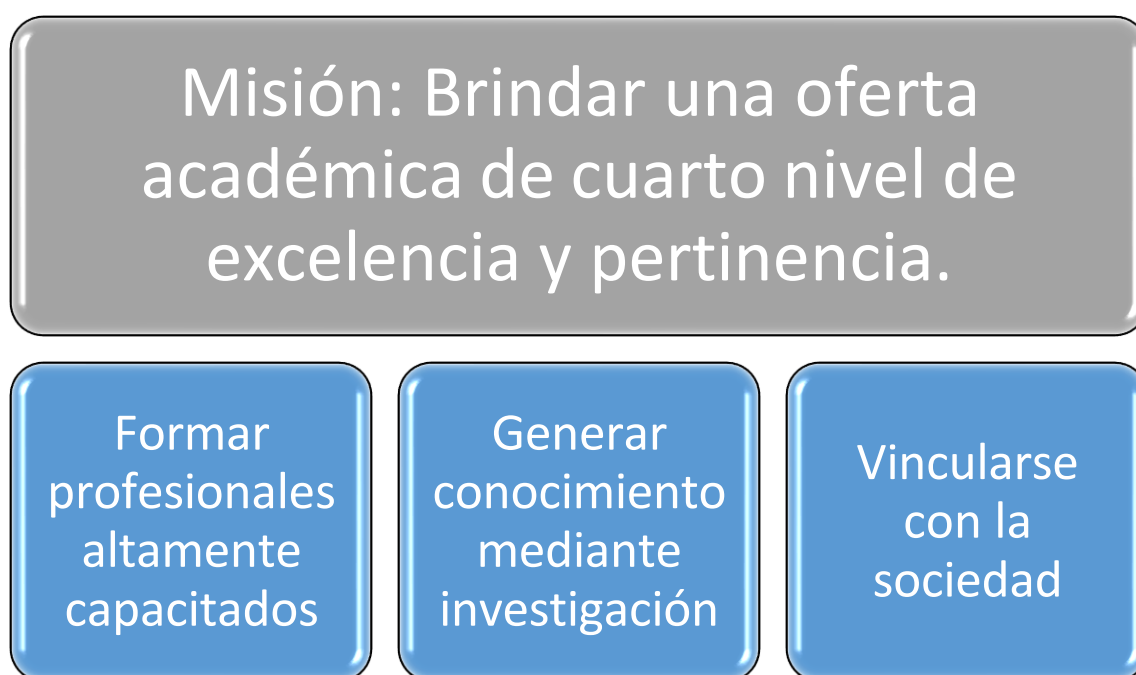 Misión: Brindar una oferta
académica de cuarto nivel de
excelencia y pertinencia.
Formar
profesionales
altamente
capacitados
Generar
conocimiento
mediante
investigación
Vincularse
con la
sociedad